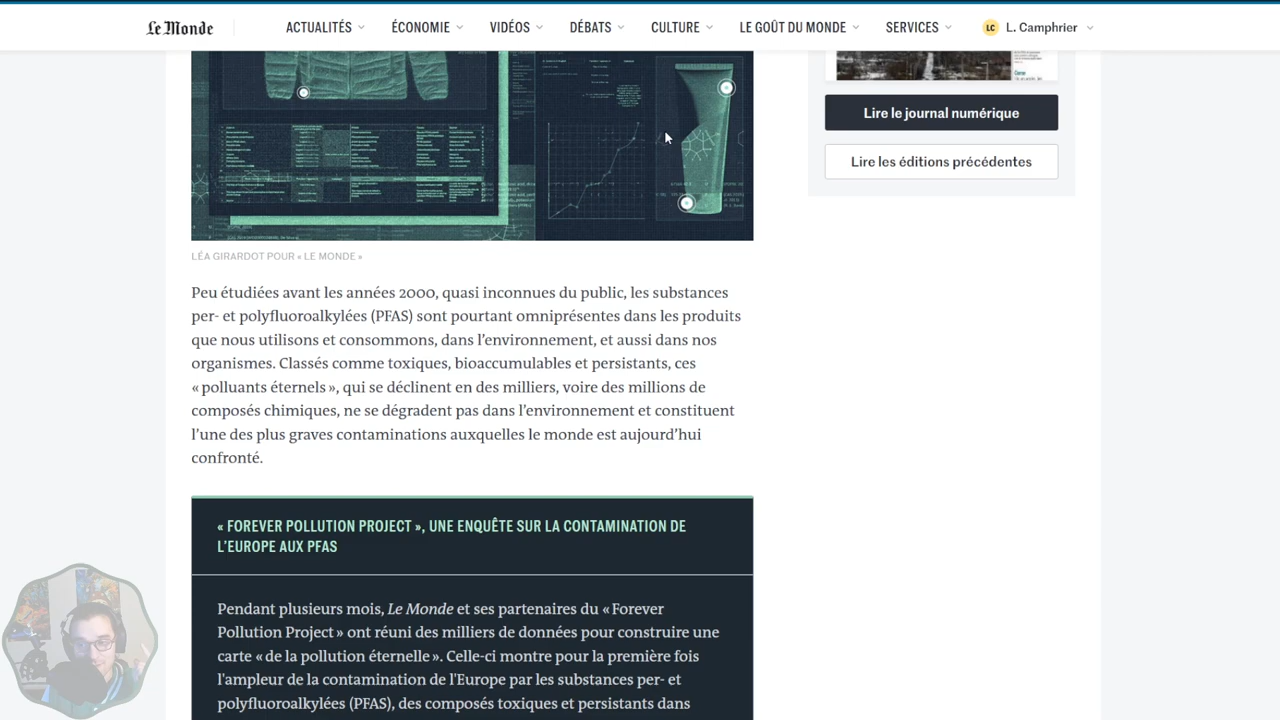 Le Monde
ACTUALITÉS
ÉCONOMIE
VIDÉOS
DÉBATS
CULTURE
LE GOÛT DU MONDE
SERVICES
LC
L. Camphrier
Lire le journal numérique
Lire les éditions précédentes
LÉA GIRARDOT POUR « LE MONDE »
Peu étudiées avant les années 2000, quasi inconnues du public, les substances
per- et polyfluoroalkylées (PFAS) sont pourtant omniprésentes dans les produits
que nous utilisons et consommons, dans l’environnement, et aussi dans nos
organismes. Classés comme toxiques, bioaccumulables et persistants, ces
« polluants éternels », qui se déclinent en des milliers, voire des millions de
composés chimiques, ne se dégradent pas dans l’environnement et constituent
l’une des plus graves contaminations auxquelles le monde est aujourd’hui
confronté.
« FOREVER POLLUTION PROJECT », UNE ENQUÊTE SUR LA CONTAMINATION DE
L’EUROPE AUX PFAS
Pendant plusieurs mois, Le Monde et ses partenaires du « Forever
Pollution Project » ont réuni des milliers de données pour construire une
carte « de la pollution éternelle ». Celle-ci montre pour la première fois
l'ampleur de la contamination de l'Europe par les substances per- et
polyfluoroalkylées (PFAS), des composés toxiques et persistants dans